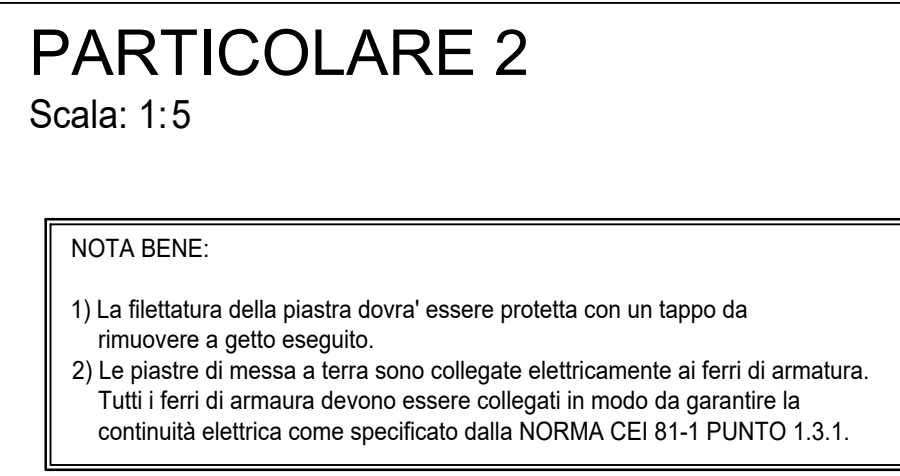 PARTICOLARE 2
Scala: 1:5
NOTA BENE:
1) La filettatura della piastra dovra' essere protetta con un tappo da
rimuovere a getto eseguito.
2) Le piastre di messa a terra sono collegate elettricamente ai ferri di armatura.
Tutti i ferri di armaura devono essere collegati in modo da garantire la
continuità elettrica come specificato dalla NORMA CEI 81-1 PUNTO 1.3.1.